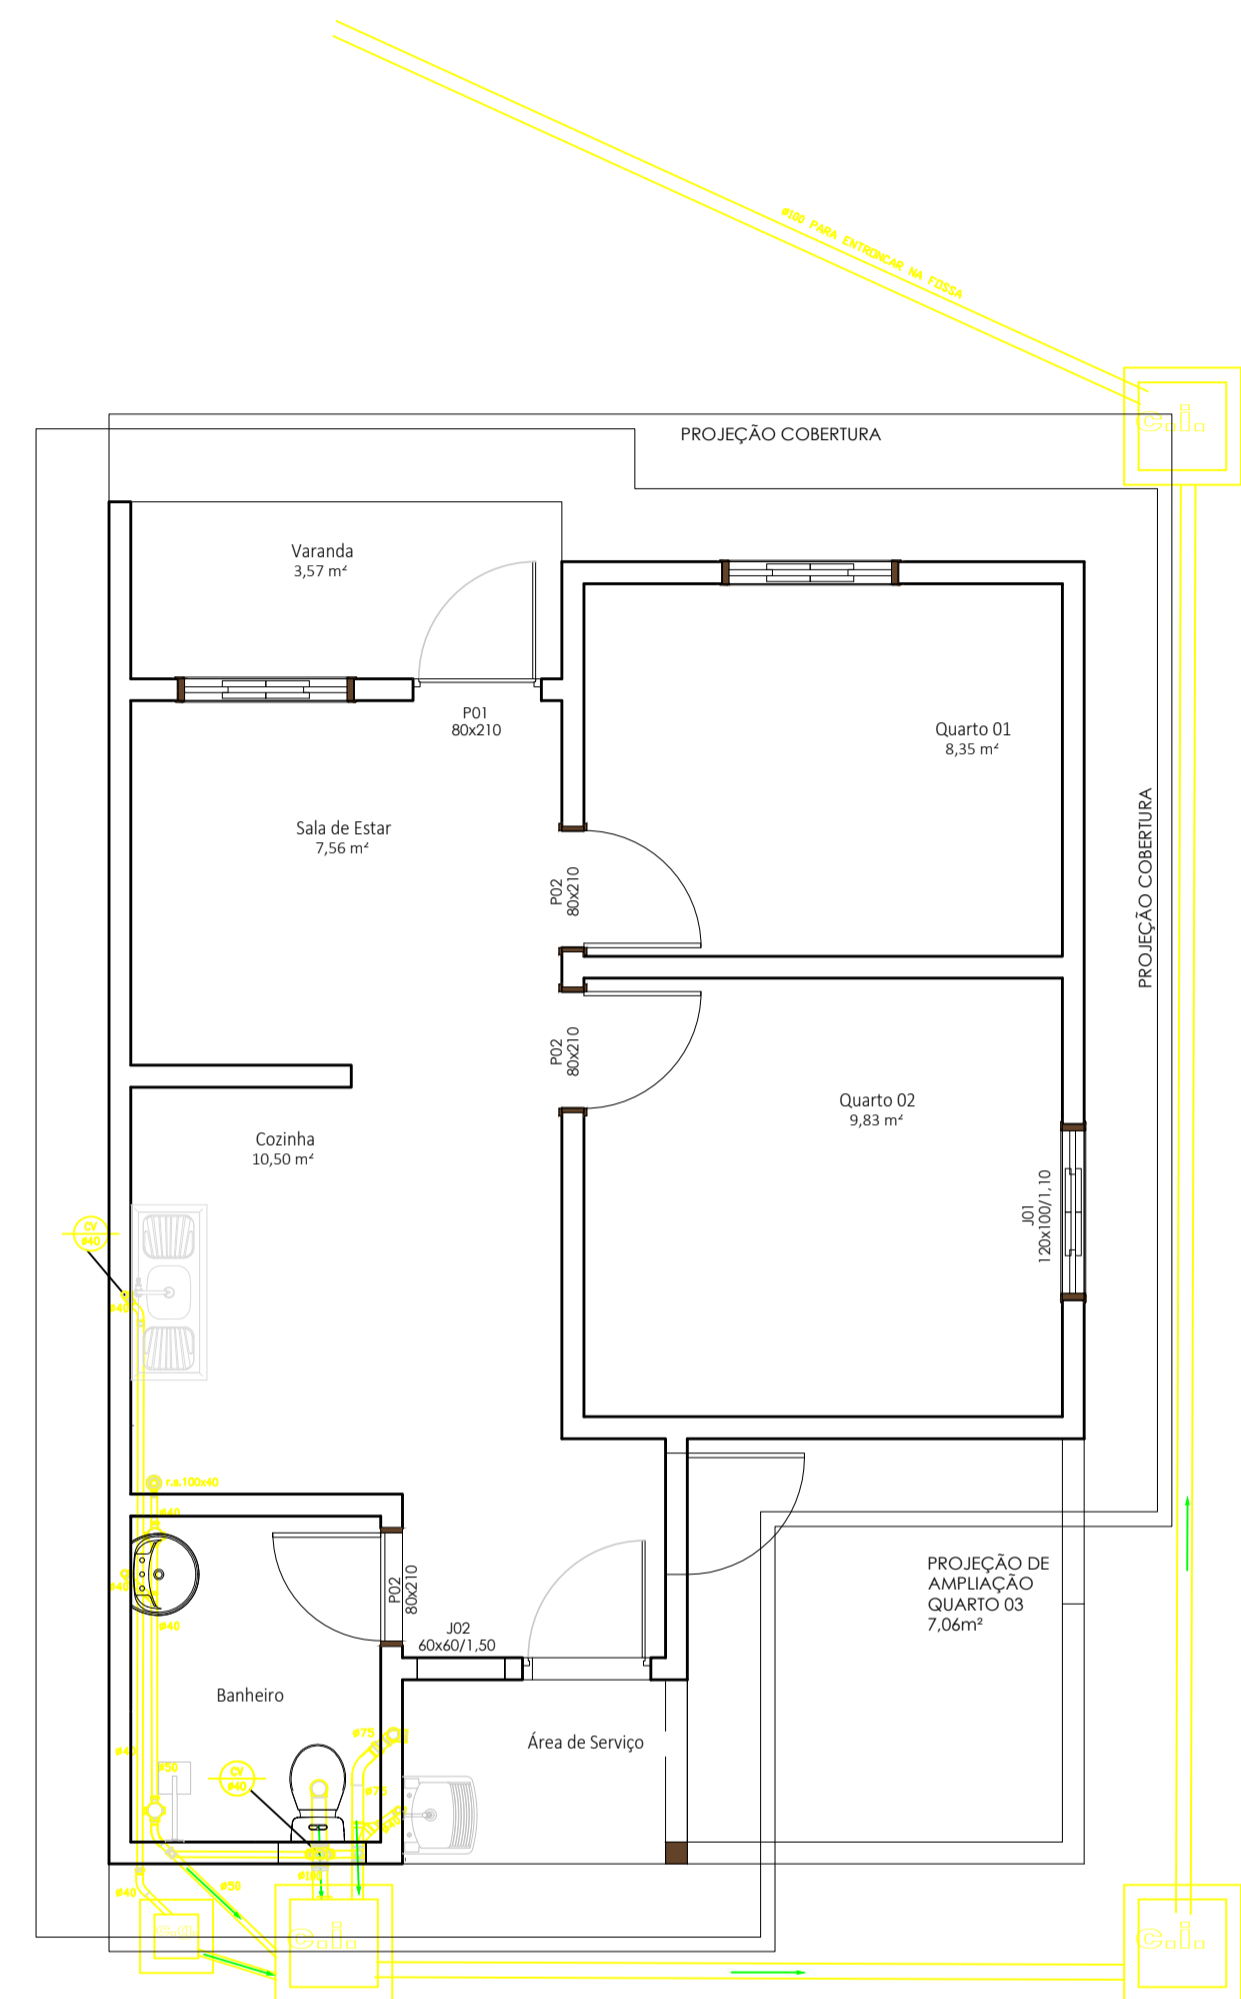 Ø100 PARA ENTRONCAR NA FOSSA
c.i.
PROJEÇÃO COBERTURA
Varanda
3,57 m²
P01
80x210
Quarto 01
8,35 m²
Sala de Estar
7,56 m²
PROJEÇÃO COBERTURA
P02
80x210
P02
80x210
Quarto 02
9,83 m²
Cozinha
10,50 m²
J01
120x100/1,10
CV
Ø40
Ø40
r.s.100x40
Ø40
Ø40
Ø40
P02
80x210
J02
60x60/1,50
PROJEÇÃO DE
AMPLIAÇÃO
QUARTO 03
7,06m²
Banheiro
Área de Serviço
Ø75
Ø40
Ø50
CV
Ø40
Ø75
Ø40
Ø100
Ø40
Ø50
c.i.
c.i.